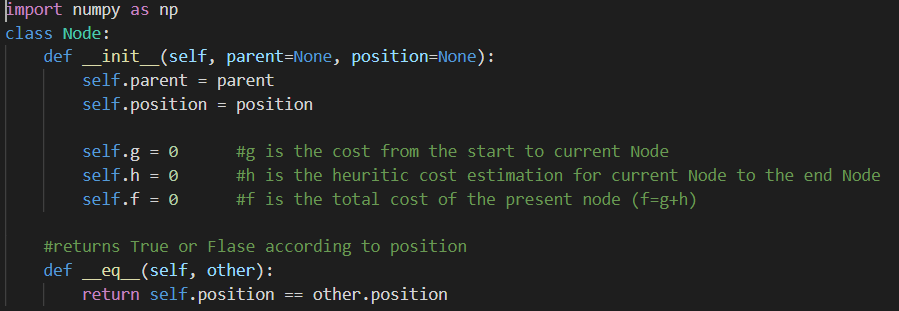 import numpy as np
class Node:
    def __init__(self, parent=None, position=None):
        self.parent = parent
        self.position = position

        self.g = 0      #g is the cost from the start to current Node
        self.h = 0      #h is the heuritic cost estimation for current Node to the end Node
        self.f = 0      #f is the total cost of the present node (f=g+h)

    #returns True or Flase according to position
    def __eq__(self, other):
        return self.position == other.position